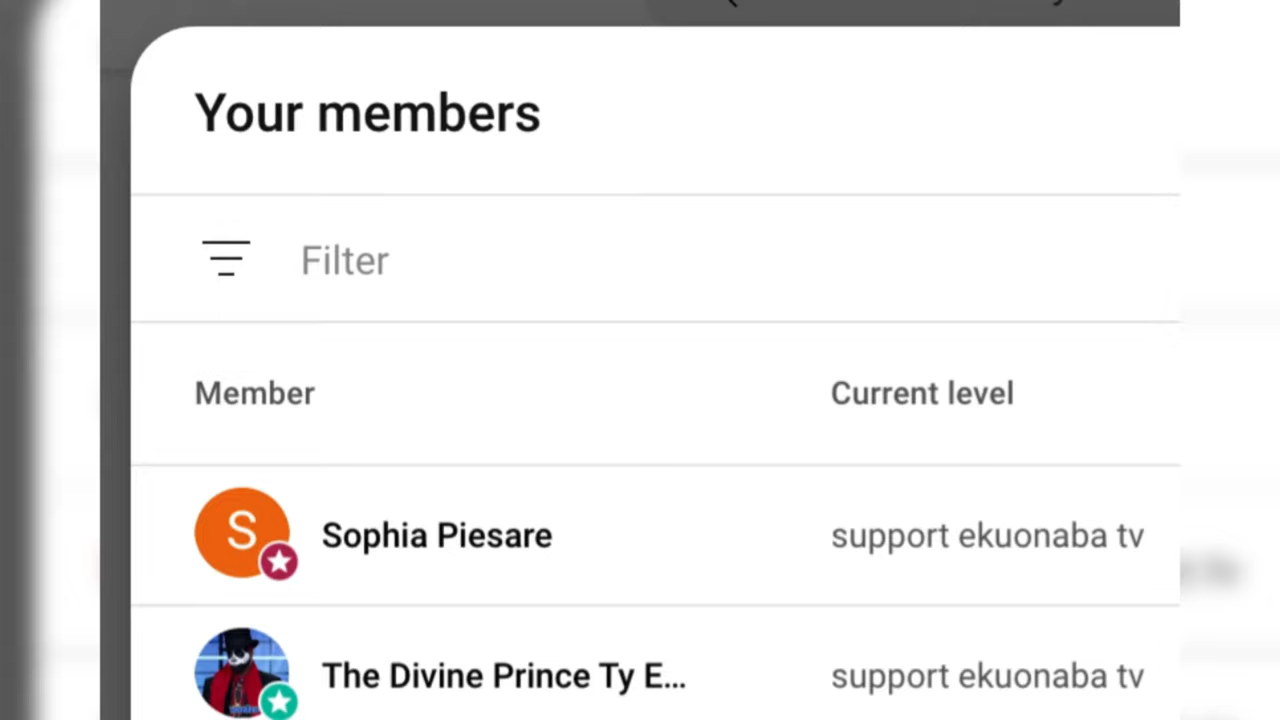 Your members
Filter
Member Current level
S Sophia Piesare support ekuonaba tv
The Divine Prince Ty E... support ekuonaba tv